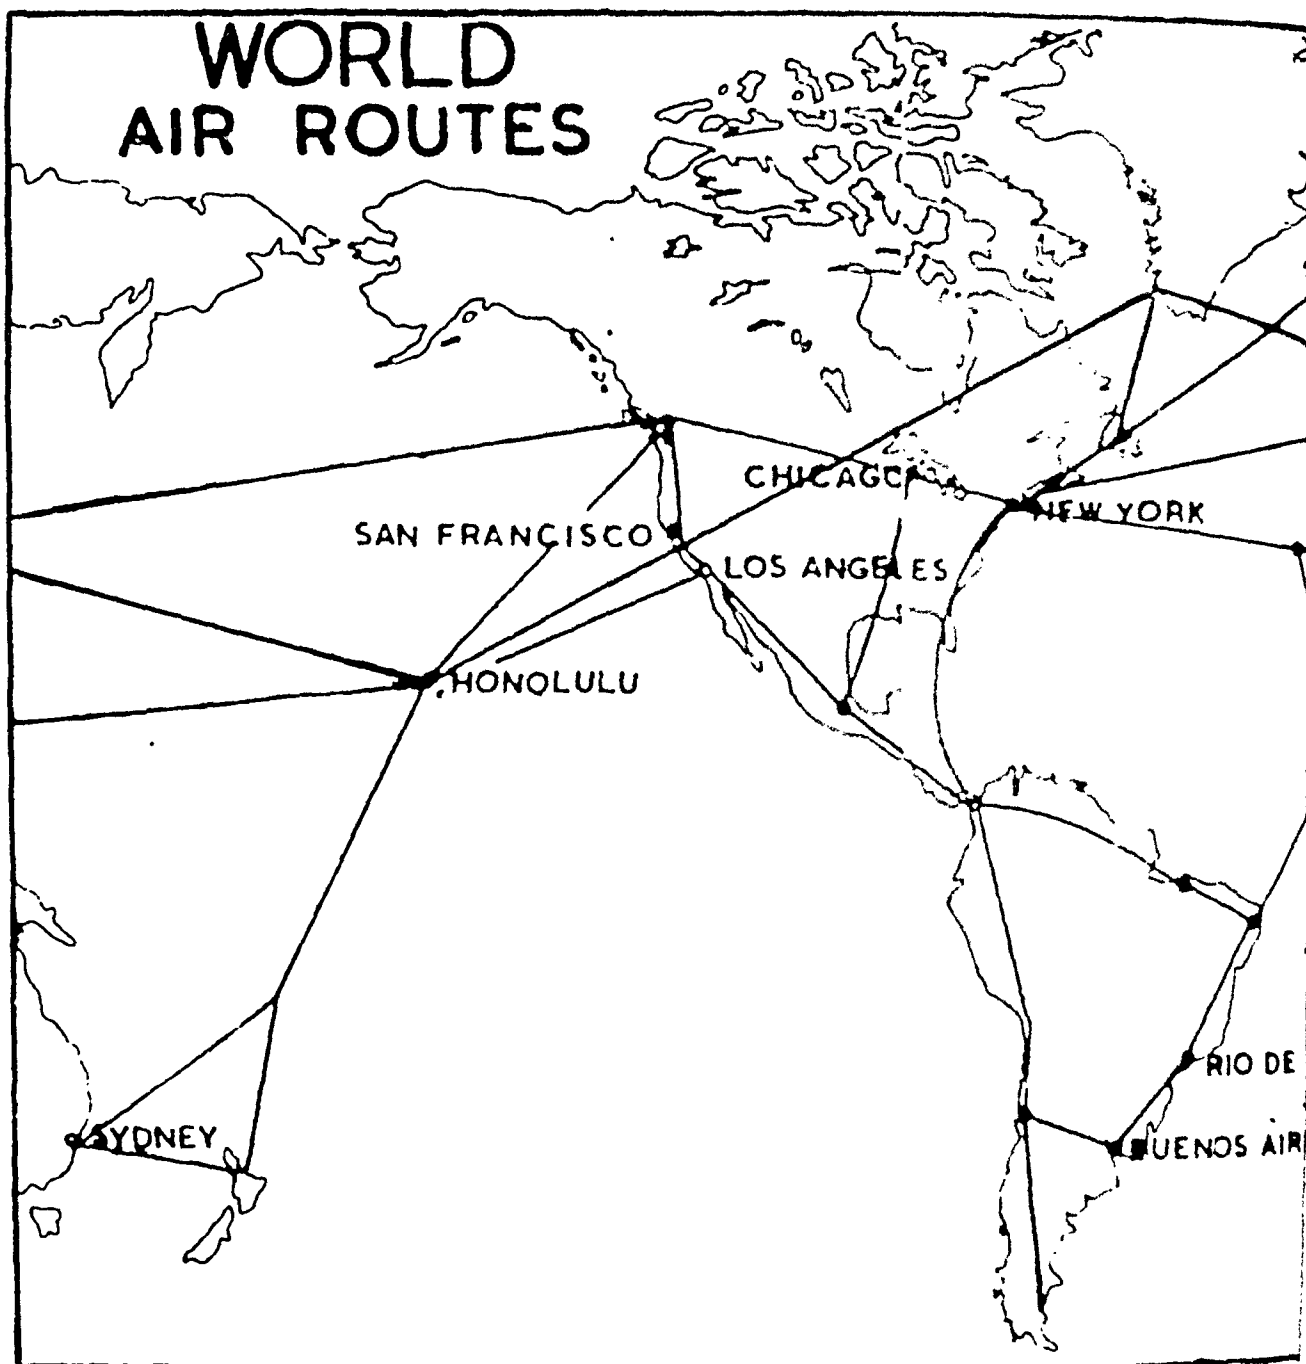 WORLD
AIR ROUTES
CHICAGO
NEW YORK
SAN FRANCISCO
LOS ANGELES
HONOLULU
RIO DE
SYDNEY
BUENOS AIR